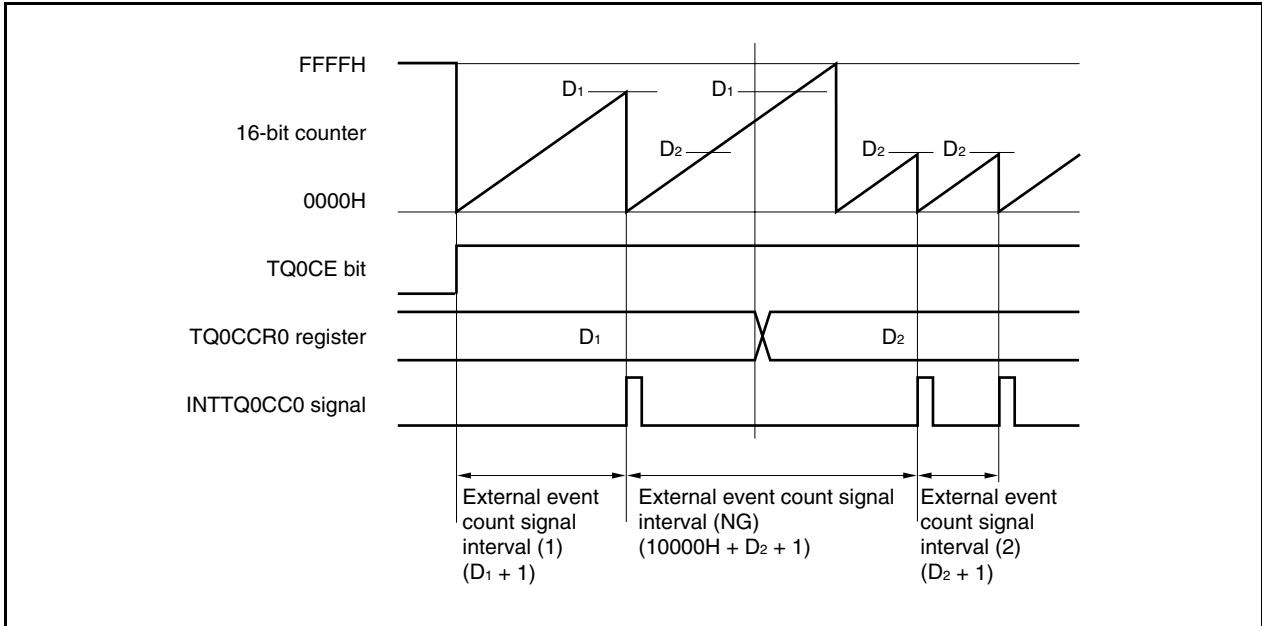 FFFFH
D1
D1
16-bit counter
D2
D2
D2
0000H
TQ0CE bit
TQ0CCR0 register
D1
D2
INTTQ0CC0 signal
External event
count signal
interval (1)
(D1 + 1)
External event count signal
interval (NG)
(10000H + D2 + 1)
External event
count signal
interval (2)
(D2 + 1)